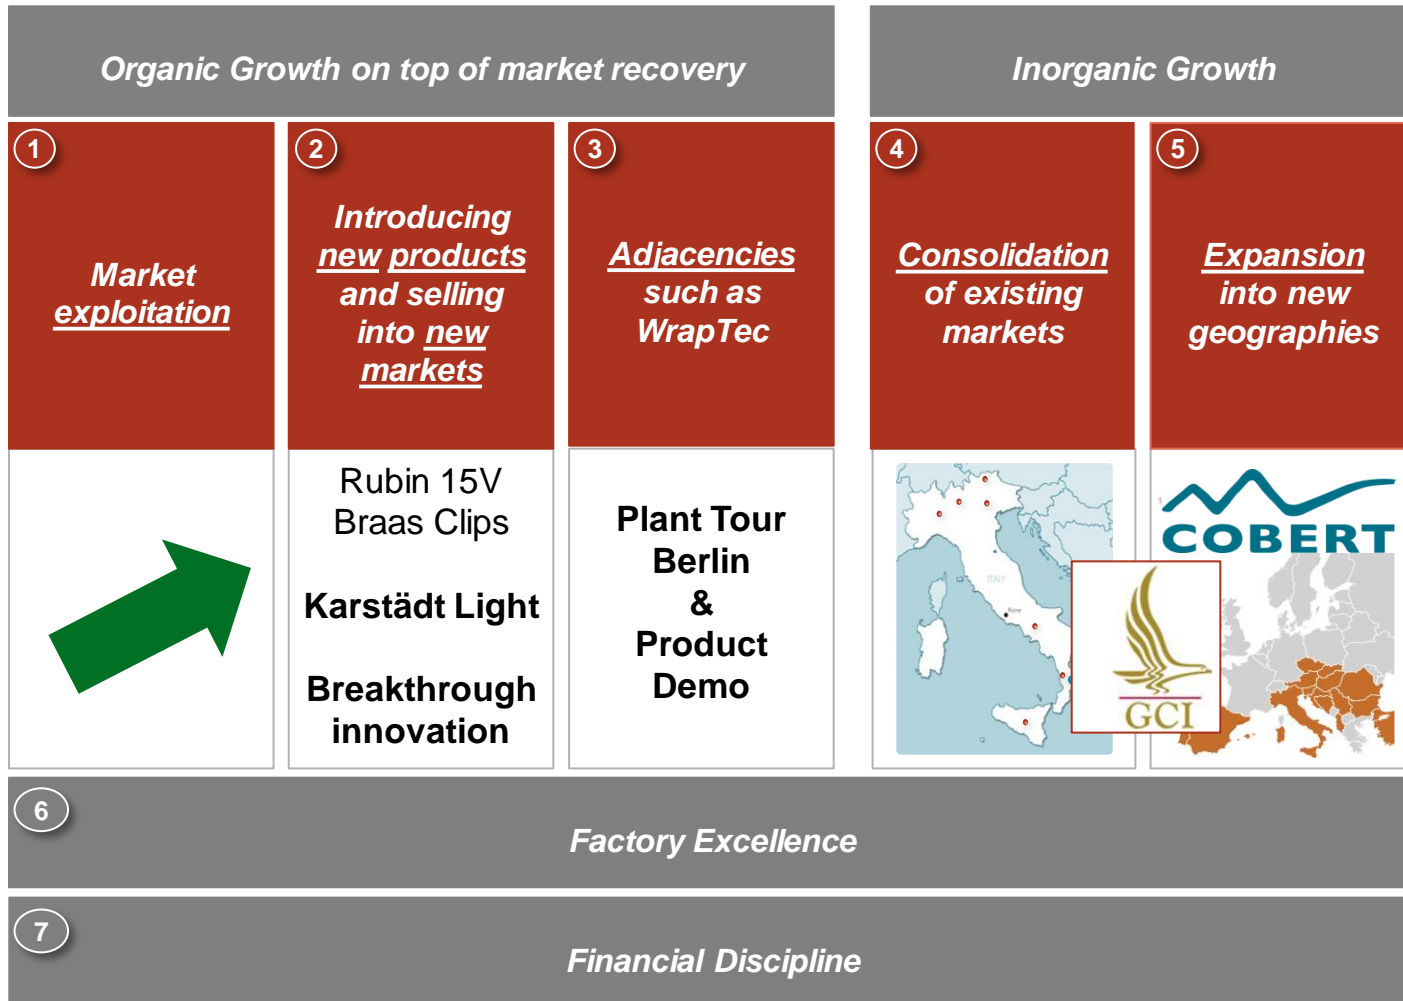 Organic Growth on top of market recovery
Inorganic Growth
1
Market
exploitation
2
Introducing
new products
and selling
into new
markets
3
Adjacencies
such as
WrapTec
4
Consolidation
of existing
markets
5
Expansion
into new
geographies
Rubin 15V
Braas Clips
Karstädt Light
Breakthrough
innovation
Plant Tour
Berlin
&
Product
Demo
ITALY
Rome
GCI
COBERT
6
Factory Excellence
7
Financial Discipline